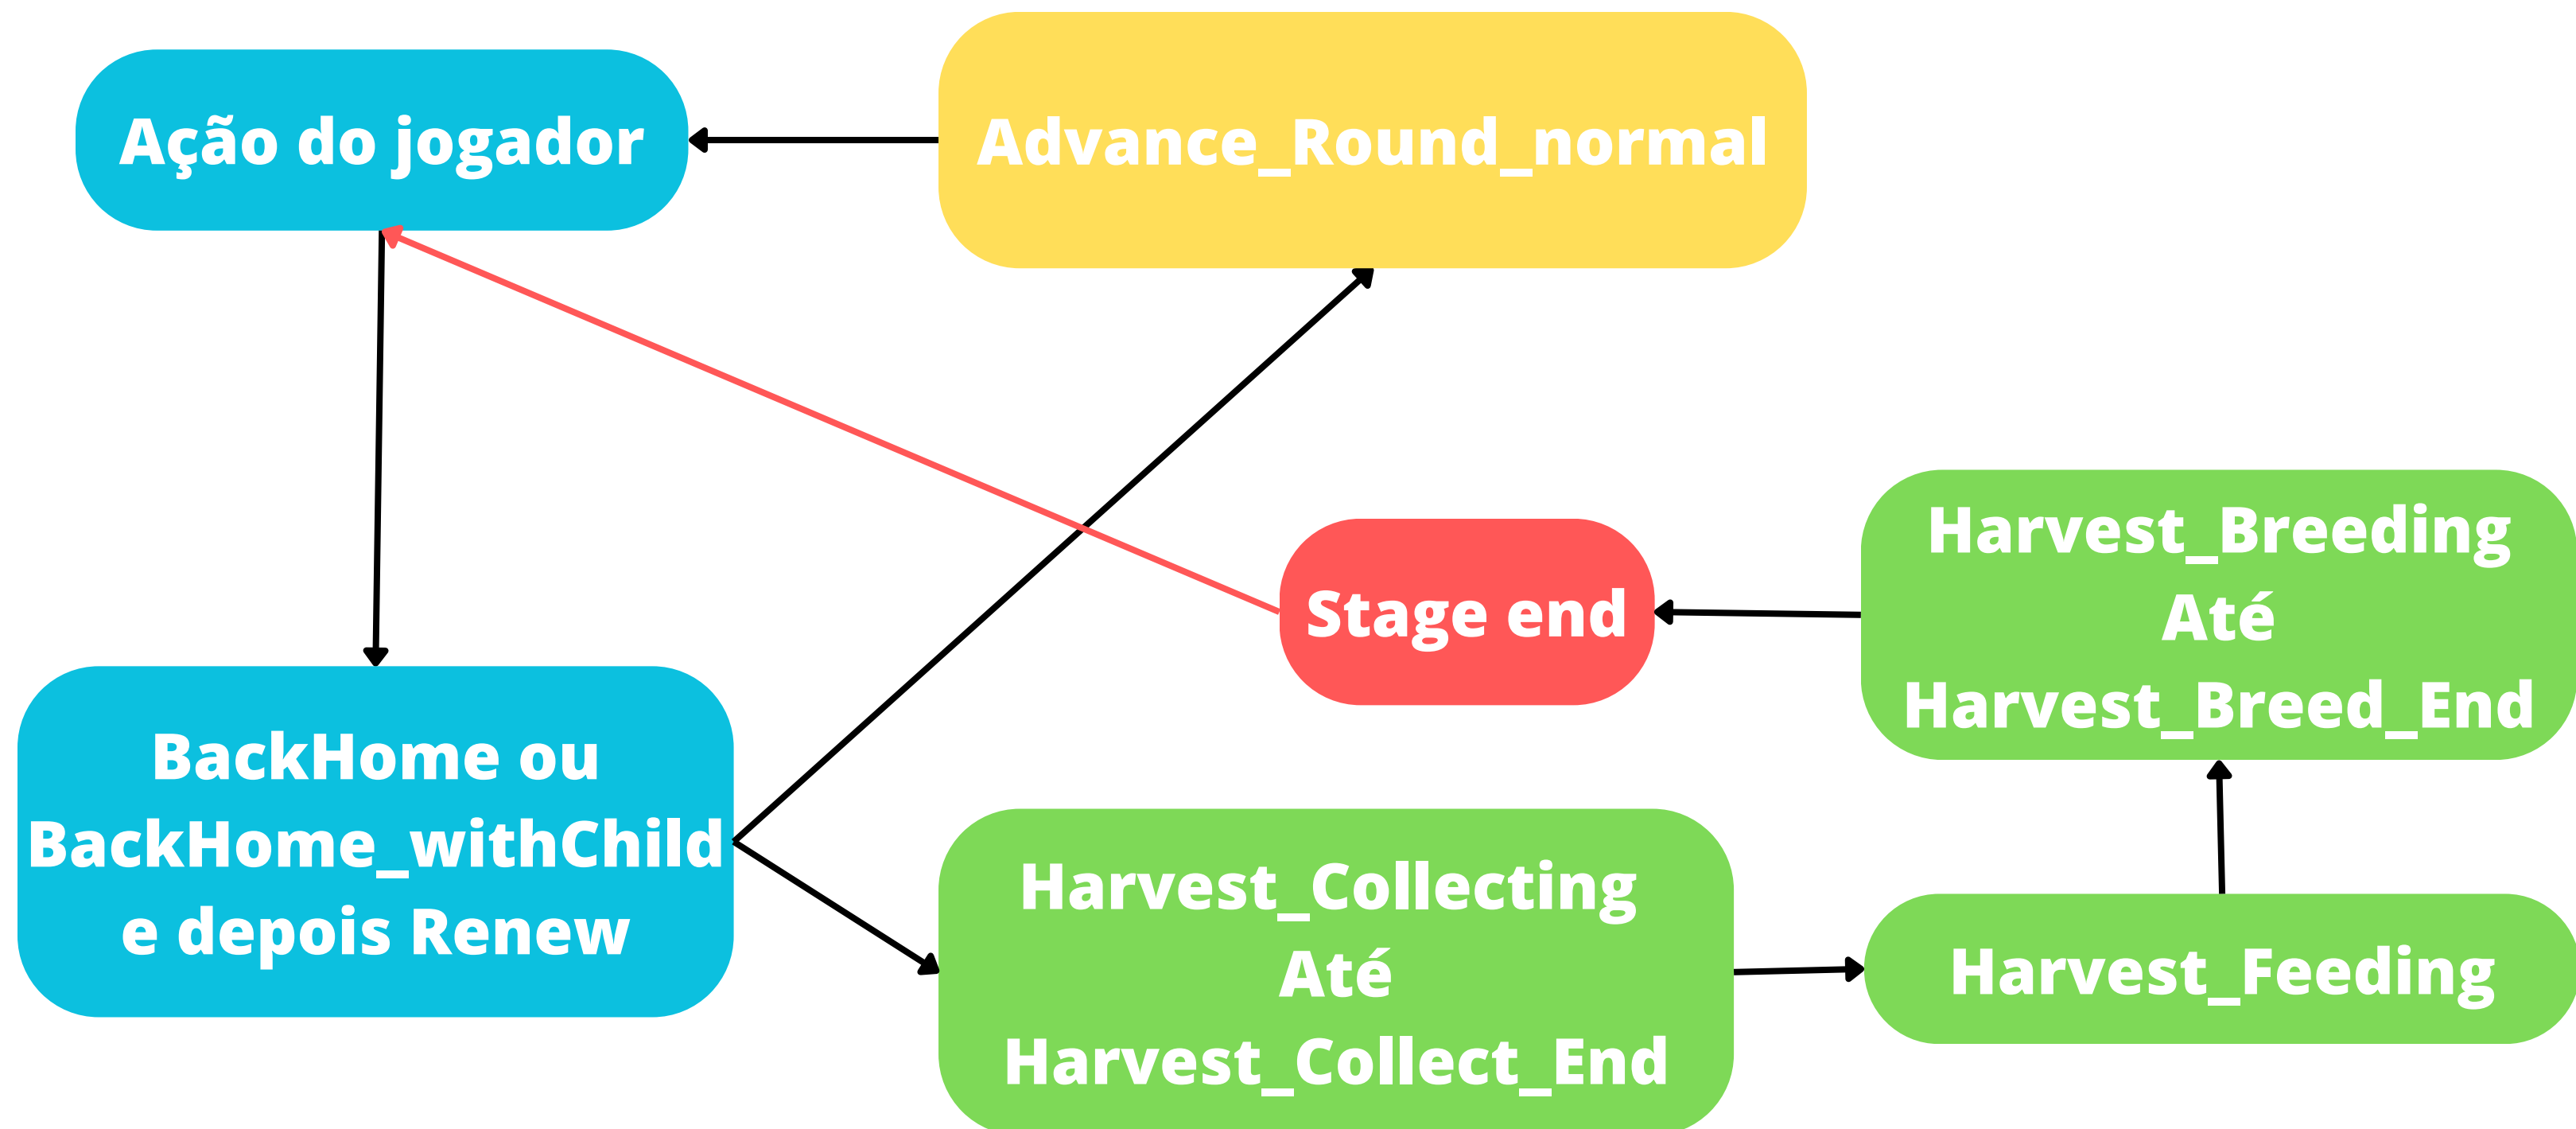 Ação do jogador
Advance_Round_normal
Stage end
Harvest_Breeding
Até
Harvest_Breed_End
BackHome ou
BackHome_withChild
e depois Renew
Harvest_Collecting
Até
Harvest_Collect_End
Harvest_Feeding